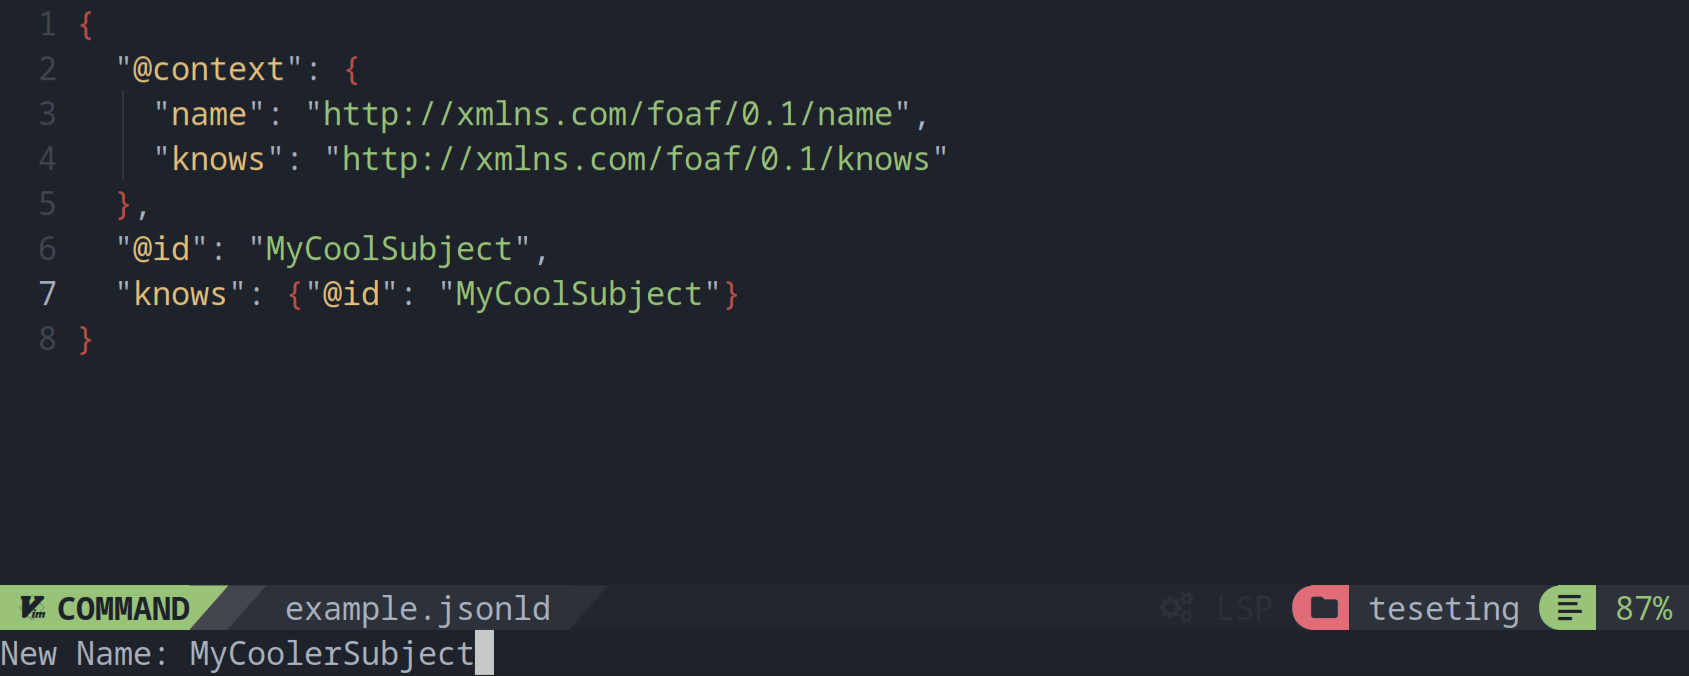 1 {
2   "@context": {
3     "name": "http://xmlns.com/foaf/0.1/name",
4     "knows": "http://xmlns.com/foaf/0.1/knows"
5   },
6   "@id": "MyCoolSubject",
7   "knows": {"@id": "MyCoolSubject"}
8 }
Vim COMMAND example.jsonld LSP teseting 87%
New Name: MyCoolerSubject